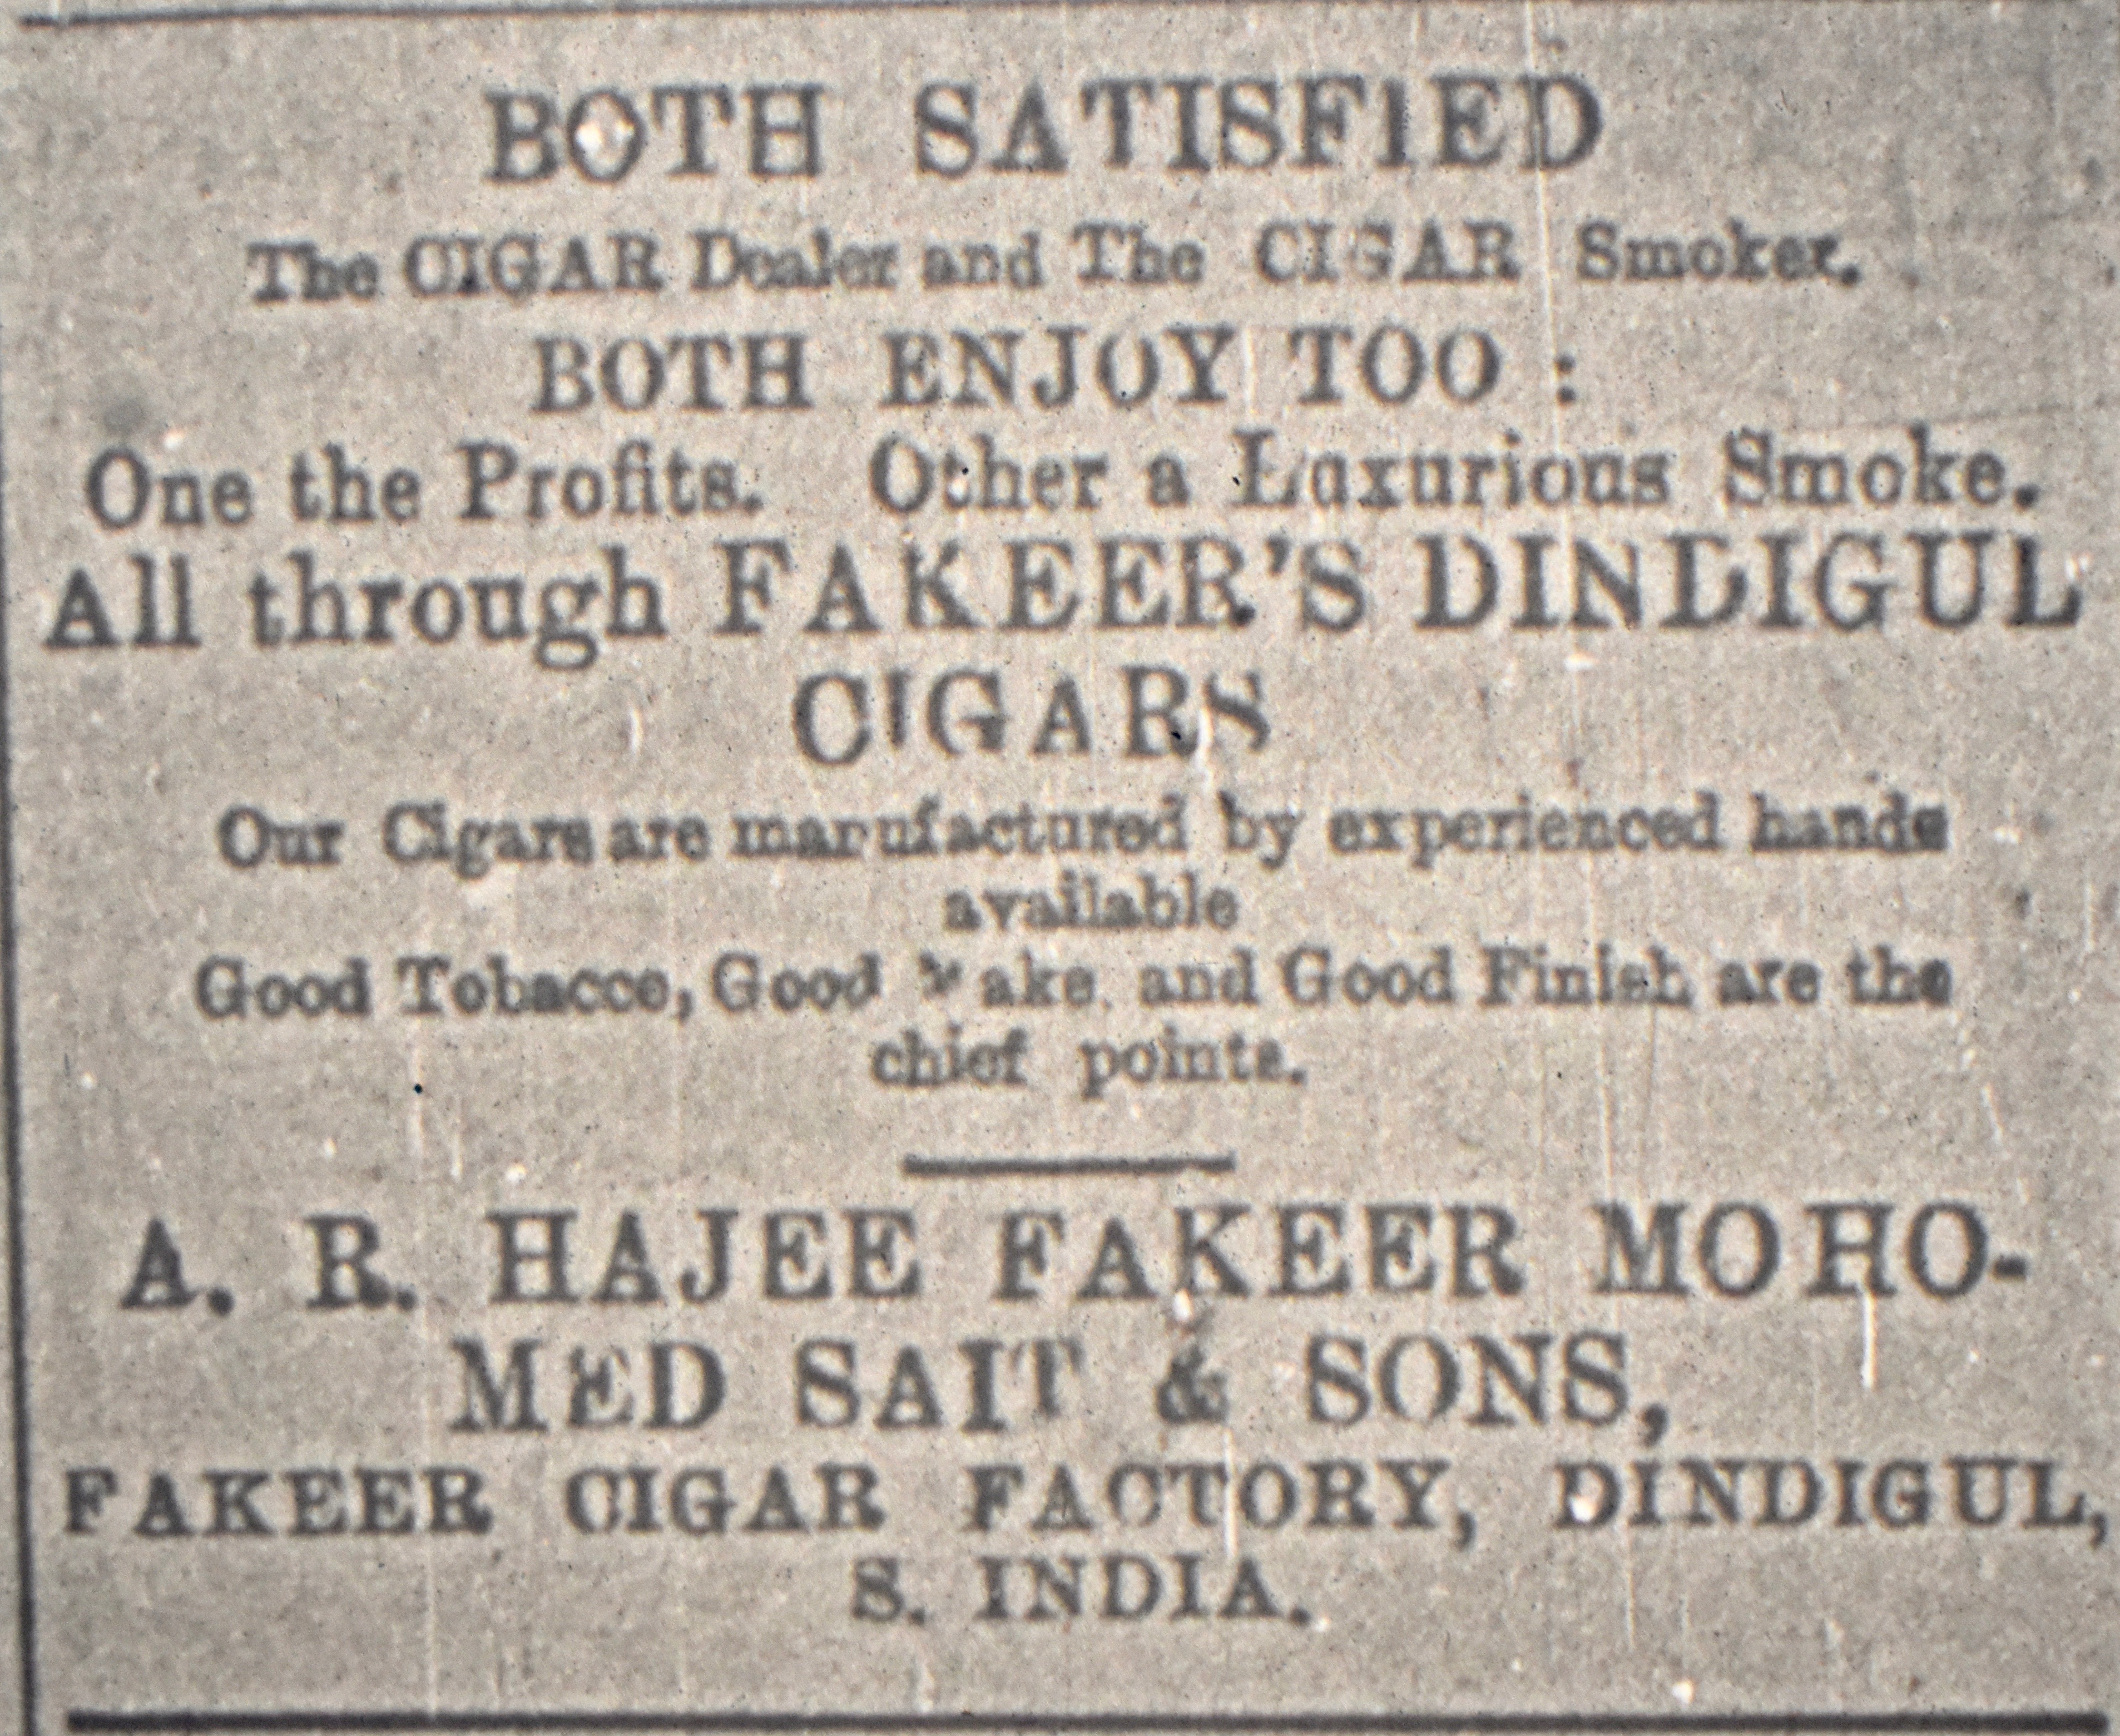 BOTH SATISFIED
The CIGAR Dealer and The CIGAR Smoker.
BOTH ENJOY TOO :
One the Profits. Other a Luxurious Smoke.
All through FAKEER'S DINDIGUL
CIGARS
Our Cigars are manufactured by experienced hands
available
Good Tobacco, Good Make, and Good Finish are the
chief points.
A. R. HAJEE FAKEER MOHO-
MED SAIT & SONS,
FAKEER CIGAR FACTORY, DINDIGUL,
S. INDIA.